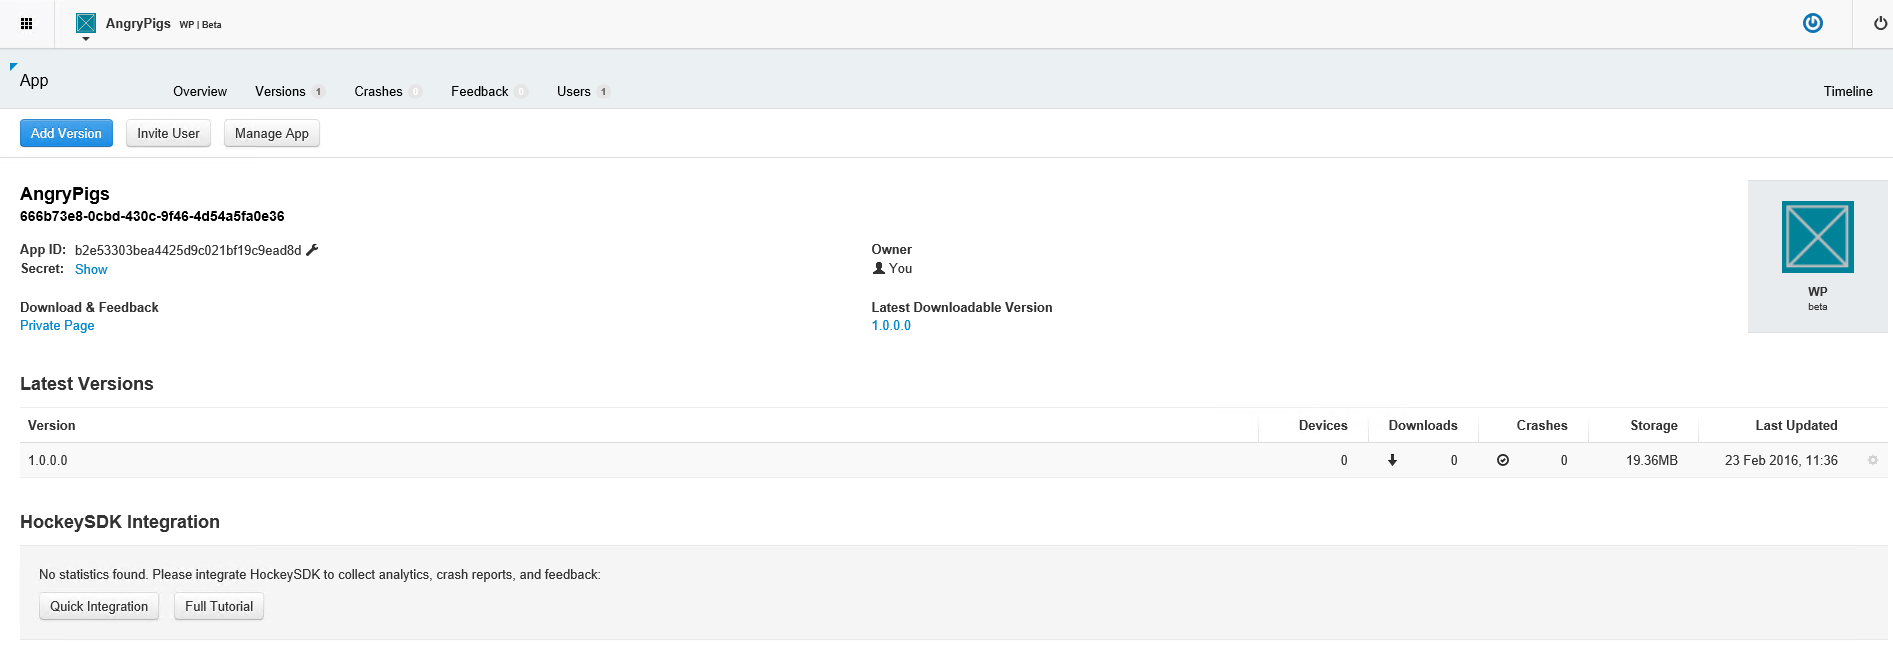 AngryPigs WP | Beta
App
Overview Versions 1 Crashes 0 Feedback 0 Users 1 Timeline
Add Version Invite User Manage App
AngryPigs
666b73e8-0cbd-430c-9f46-4d54a5fa0e36
App ID: b2e53303bea4425d9c021bf19c9ead8d
Secret: Show
Owner
You
Download & Feedback
Private Page
Latest Downloadable Version
1.0.0.0
WP
beta
Latest Versions
Version Devices Downloads Crashes Storage Last Updated
1.0.0.0 0 0 0 19.36MB 23 Feb 2016, 11:36
HockeySDK Integration
No statistics found. Please integrate HockeySDK to collect analytics, crash reports, and feedback:
Quick Integration Full Tutorial